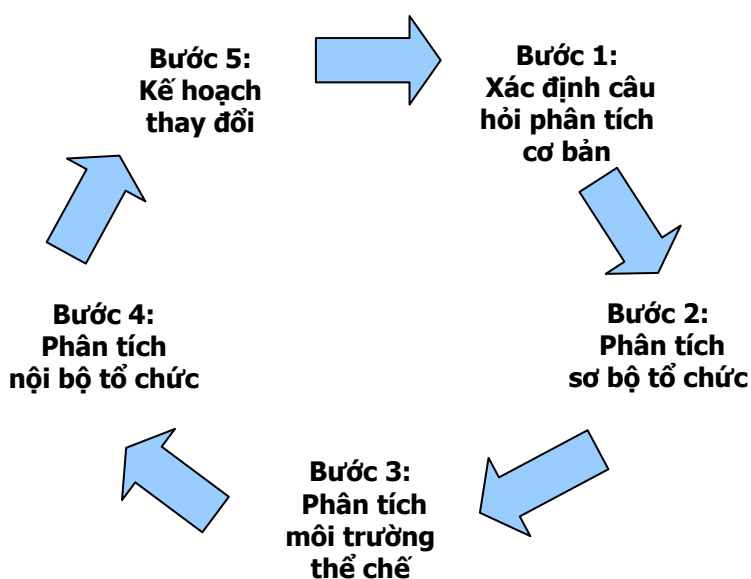 Bước 1:
Xác định câu
hỏi phân tích
cơ bản
Bước 2:
Phân tích
sơ bộ tổ chức
Bước 3:
Phân tích
môi trường
thể chế
Bước 4:
Phân tích
nội bộ tổ chức
Bước 5:
Kế hoạch
thay đổi